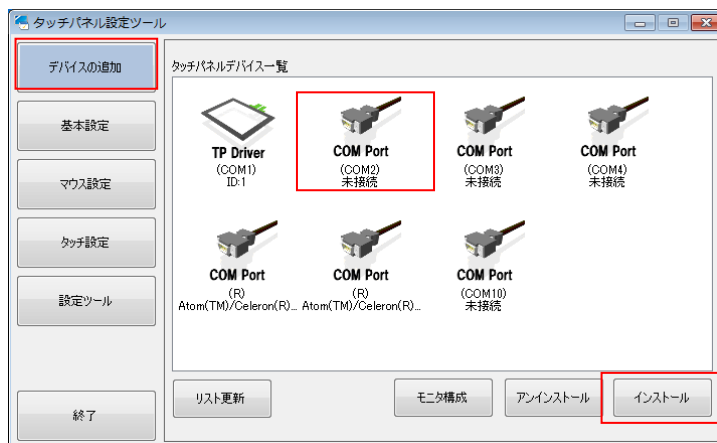 タッチパネル設定ツール
デバイスの追加
基本設定
マウス設定
タッチ設定
設定ツール
終了
タッチパネルデバイス一覧
TP Driver
(COM1)
ID:1
COM Port
(COM2)
未接続
COM Port
(COM3)
未接続
COM Port
(COM4)
未接続
COM Port
(R)
Atom(TM)/Celeron(R)...
COM Port
(R)
Atom(TM)/Celeron(R)...
COM Port
(COM10)
未接続
リスト更新
モニタ構成
アンインストール
インストール